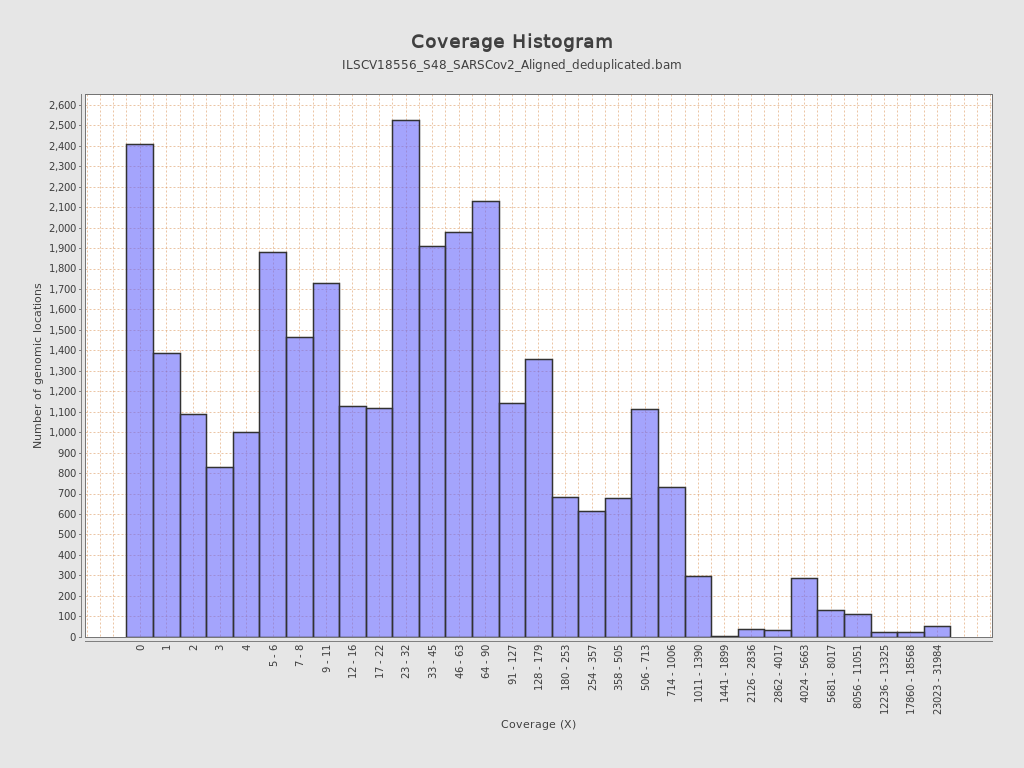 Coverage Histogram
ILSCV18556_S48_SARSCov2_Aligned_deduplicated.bam
Number of genomic locations
2,600
2,500
2,400
2,300
2,200
2,100
2,000
1,900
1,800
1,700
1,600
1,500
1,400
1,300
1,200
1,100
1,000
900
800
700
600
500
400
300
200
100
0
0
1
2
3
4
5 - 6
7 - 8
9 - 11
12 - 16
17 - 22
23 - 32
33 - 45
46 - 63
64 - 90
91 - 127
128 - 179
180 - 253
254 - 357
358 - 505
506 - 713
714 - 1006
1011 - 1390
1441 - 1899
2126 - 2836
2862 - 4017
4024 - 5663
5681 - 8017
8056 - 11051
12236 - 13325
17860 - 18568
23023 - 31984
Coverage (X)